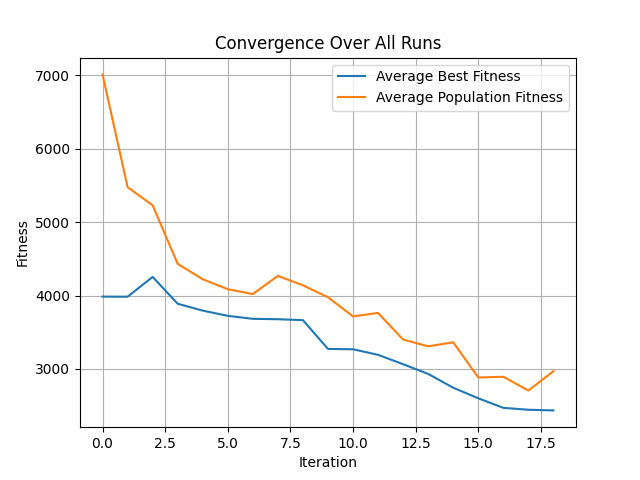 Convergence Over All Runs
Average Best Fitness
Average Population Fitness
7000
6000
5000
4000
3000
Fitness
0.0 2.5 5.0 7.5 10.0 12.5 15.0 17.5
Iteration